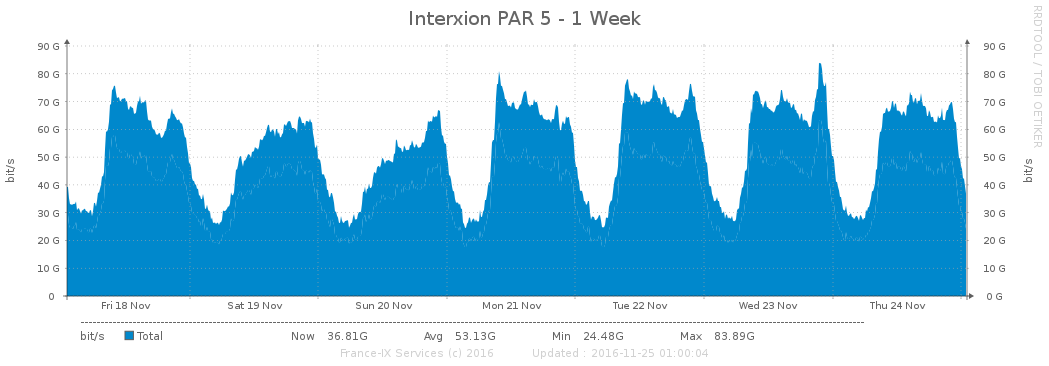 Interxion PAR 5 - 1 Week
RRDTOOL / TOBI OETIKER
90 G 90 G
80 G 80 G
70 G 70 G
60 G 60 G
50 G 50 G
40 G 40 G
30 G 30 G
20 G 20 G
10 G 10 G
0 0 G
bit/s bit/s
Fri 18 Nov Sat 19 Nov Sun 20 Nov Mon 21 Nov Tue 22 Nov Wed 23 Nov Thu 24 Nov
bit/s Total Now 36.81G Avg 53.13G Min 24.48G Max 83.89G
France-IX Services (c) 2016 Updated : 2016-11-25 01:00:04